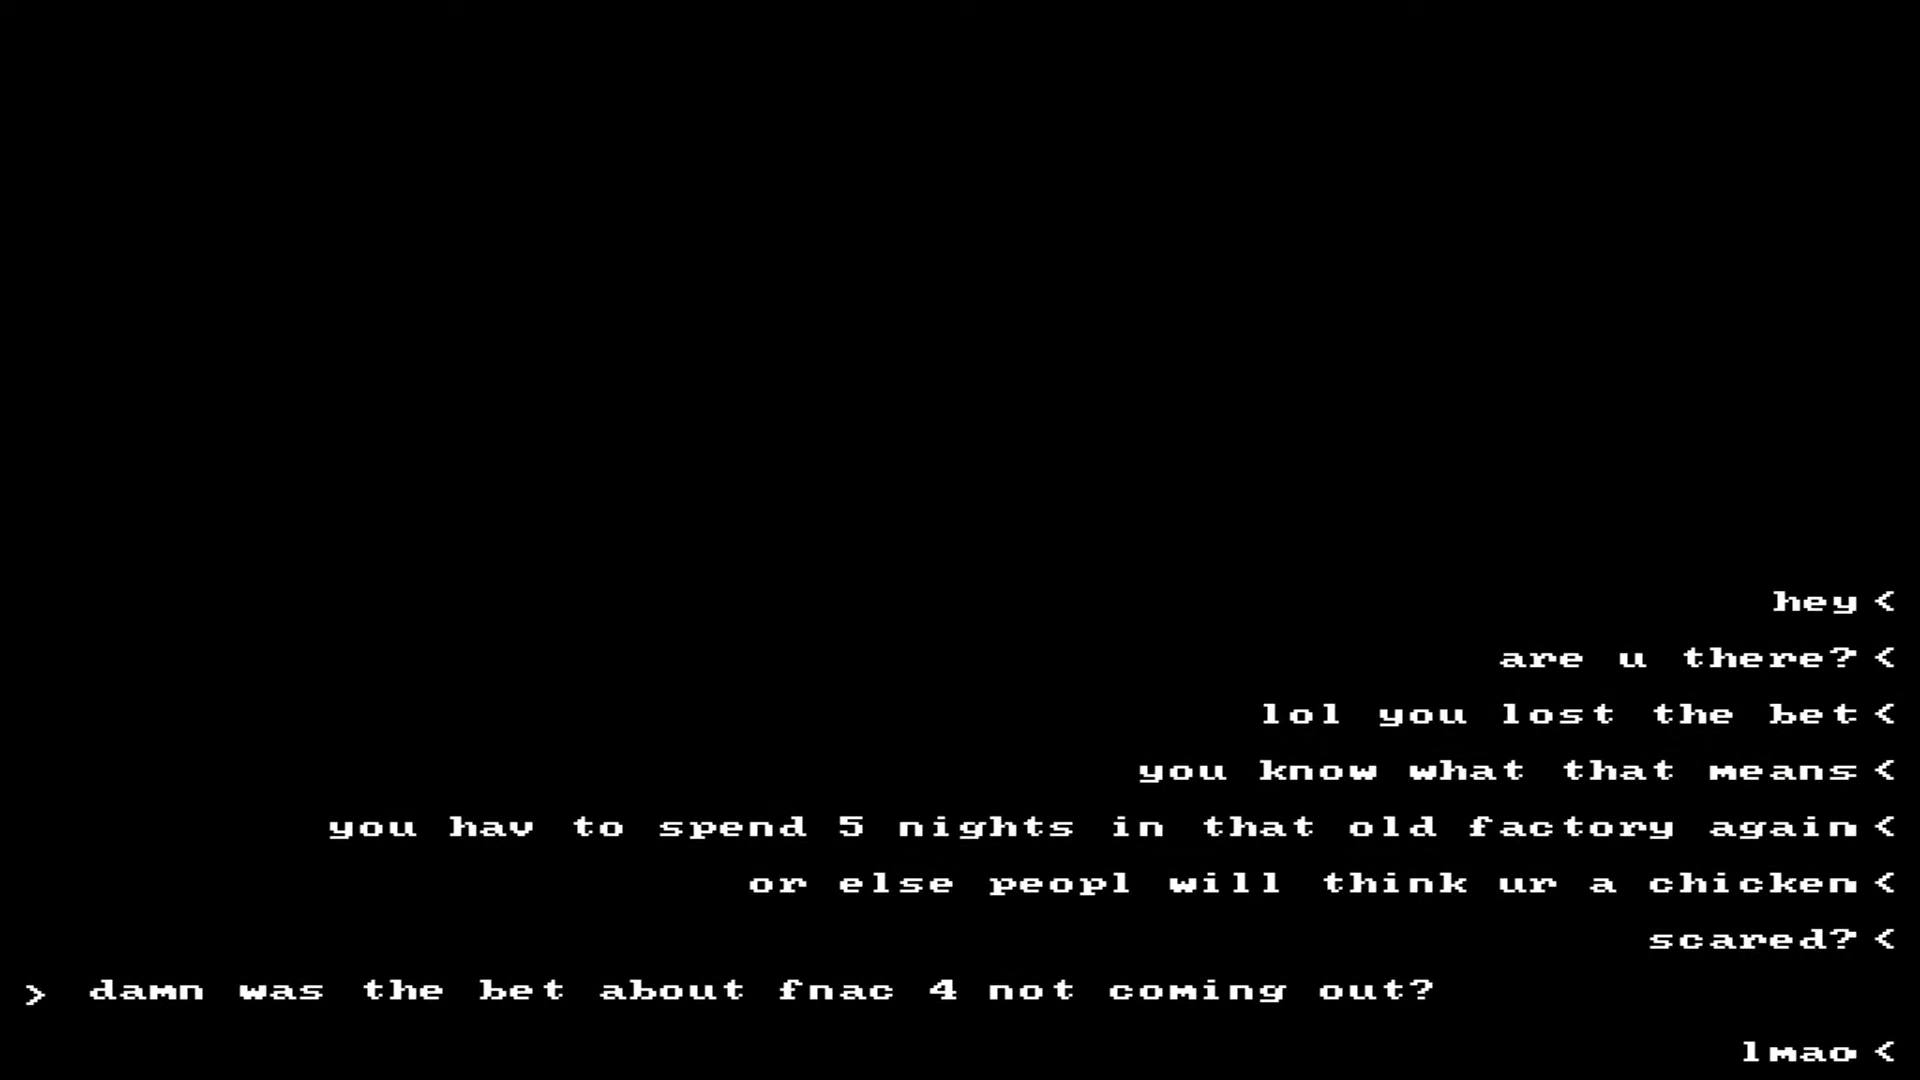 hey <
are u there? <
lol you lost the bet <
you know what that means <
you hav to spend 5 nights in that old factory again <
or else peopl will think ur a chicken <
scared? <
> damn was the bet about fnac 4 not coming out?
lmao <